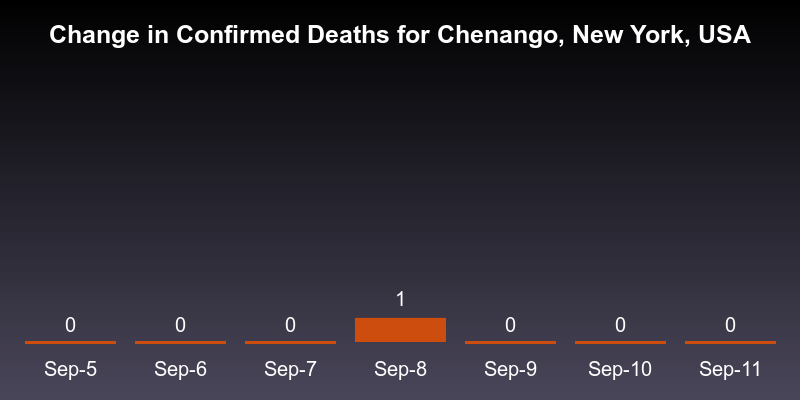 Change in Confirmed Deaths for Chenango, New York, USA
1
0 0 0 0 0 0
Sep-5 Sep-6 Sep-7 Sep-8 Sep-9 Sep-10 Sep-11